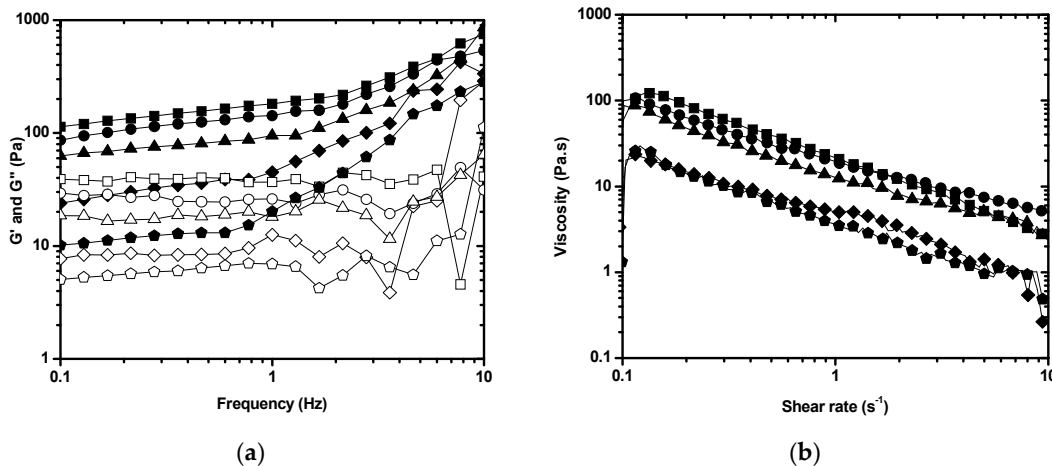 1000
100
10
1
0.1
1
10
G' and G" (Pa)
Frequency (Hz)
(a)
1000
100
10
1
0.1
0.1
1
10
Viscosity (Pa.s)
Shear rate (s⁻¹)
(b)